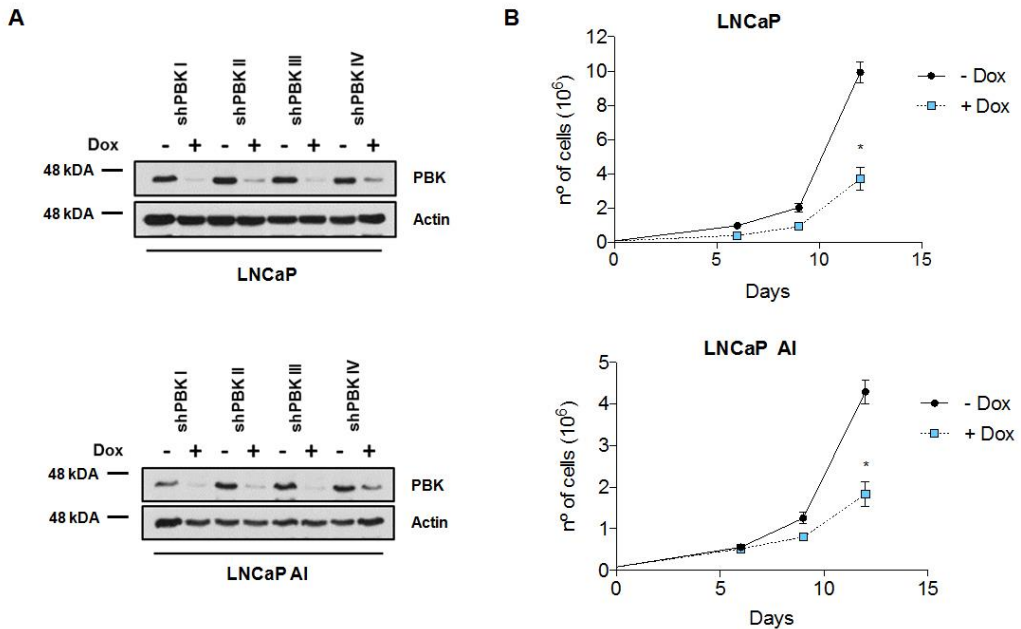 A
shPBK I shPBK II shPBK III shPBK IV
Dox - + - + - + - +
48 kDA PBK
48 kDA Actin
LNCaP
shPBK I shPBK II shPBK III shPBK IV
Dox - + - + - + - +
48 kDA PBK
48 kDA Actin
LNCaP AI
B
LNCaP
nº of cells (10⁶)
12
10
8
6
4
2
0
0 5 10 15
Days
- Dox
+ Dox
*
LNCaP AI
nº of cells (10⁶)
5
4
3
2
1
0
0 5 10 15
Days
- Dox
+ Dox
*